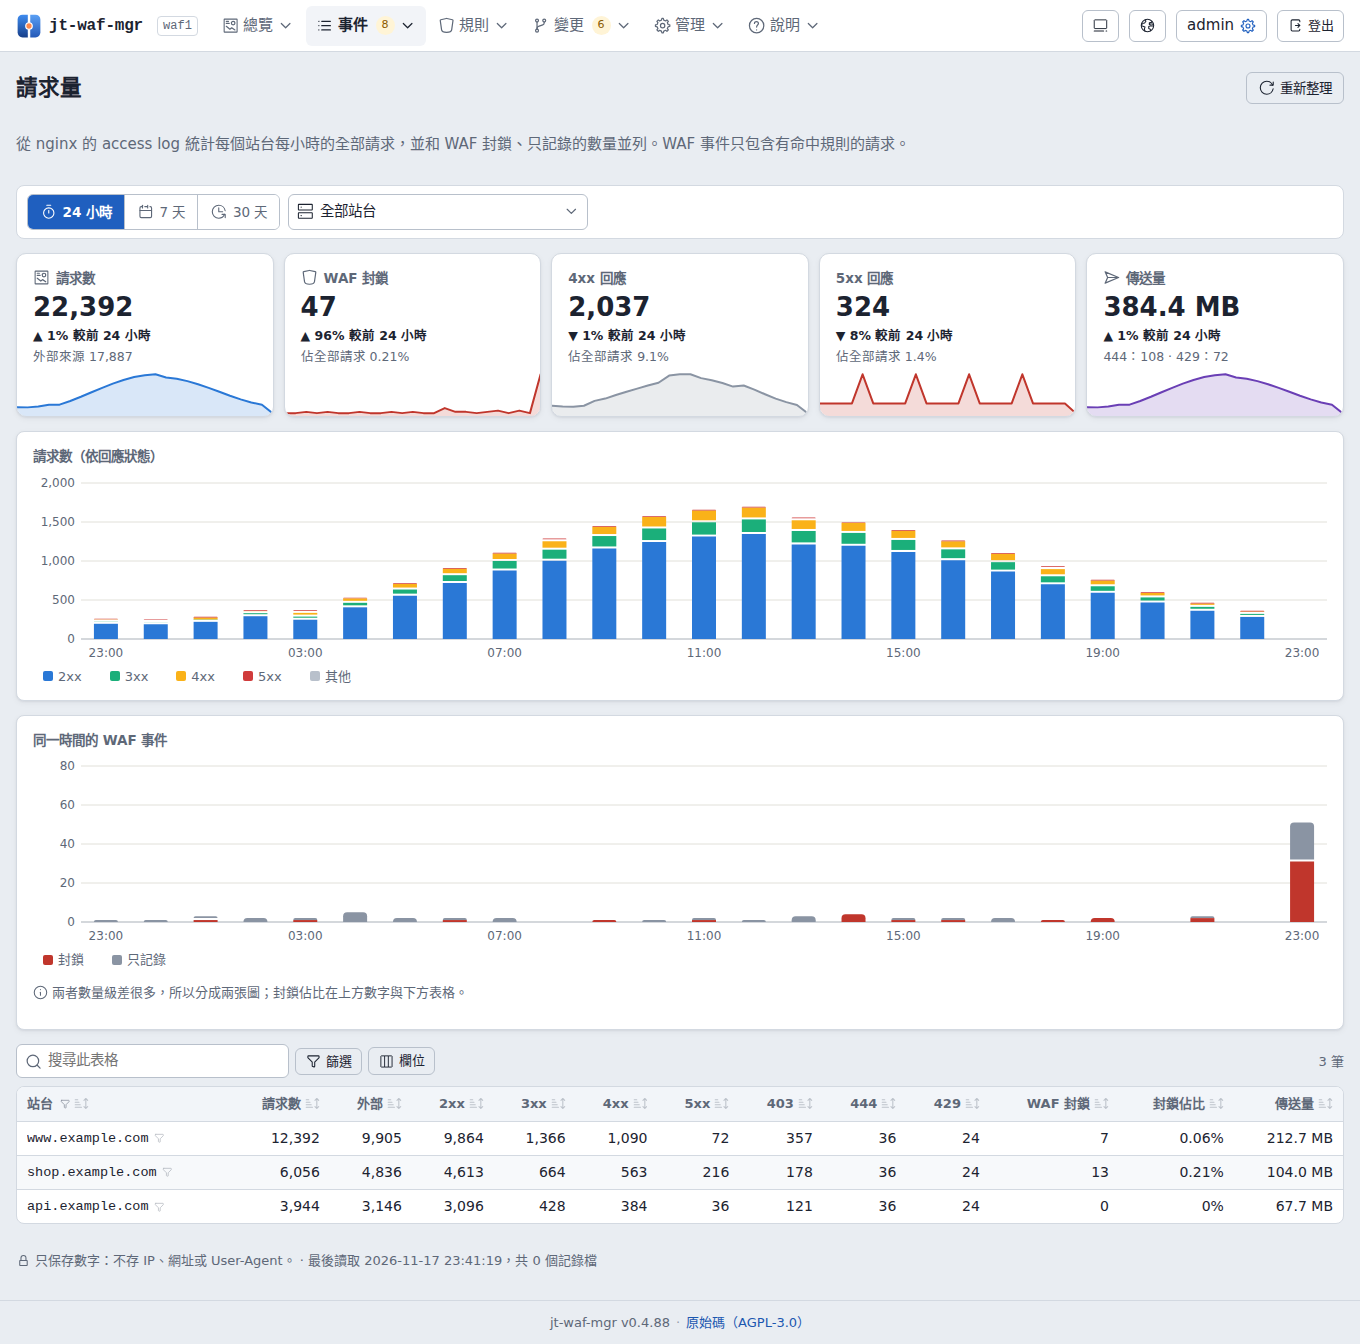 jt-waf-mgr waf1 總覽 事件 8 規則 變更 6 管理 說明 admin 登出
請求量 重新整理
從 nginx 的 access log 統計每個站台每小時的全部請求，並和 WAF 封鎖、只記錄的數量並列。WAF 事件只包含有命中規則的請求。
24 小時 7 天 30 天 全部站台
請求數
22,392
▲ 1% 較前 24 小時
外部來源 17,887
WAF 封鎖
47
▲ 96% 較前 24 小時
佔全部請求 0.21%
4xx 回應
2,037
▼ 1% 較前 24 小時
佔全部請求 9.1%
5xx 回應
324
▼ 8% 較前 24 小時
佔全部請求 1.4%
傳送量
384.4 MB
▲ 1% 較前 24 小時
444：108 · 429：72
請求數（依回應狀態）
2,000
1,500
1,000
500
0
23:00 03:00 07:00 11:00 15:00 19:00 23:00
2xx 3xx 4xx 5xx 其他
同一時間的 WAF 事件
80
60
40
20
0
23:00 03:00 07:00 11:00 15:00 19:00 23:00
封鎖 只記錄
兩者數量級差很多，所以分成兩張圖；封鎖佔比在上方數字與下方表格。
搜尋此表格 篩選 欄位 3 筆
站台 請求數 外部 2xx 3xx 4xx 5xx 403 444 429 WAF 封鎖 封鎖佔比 傳送量
www.example.com 12,392 9,905 9,864 1,366 1,090 72 357 36 24 7 0.06% 212.7 MB
shop.example.com 6,056 4,836 4,613 664 563 216 178 36 24 13 0.21% 104.0 MB
api.example.com 3,944 3,146 3,096 428 384 36 121 36 24 0 0% 67.7 MB
只保存數字：不存 IP、網址或 User-Agent。 · 最後讀取 2026-11-17 23:41:19，共 0 個記錄檔
jt-waf-mgr v0.4.88 · 原始碼（AGPL-3.0）